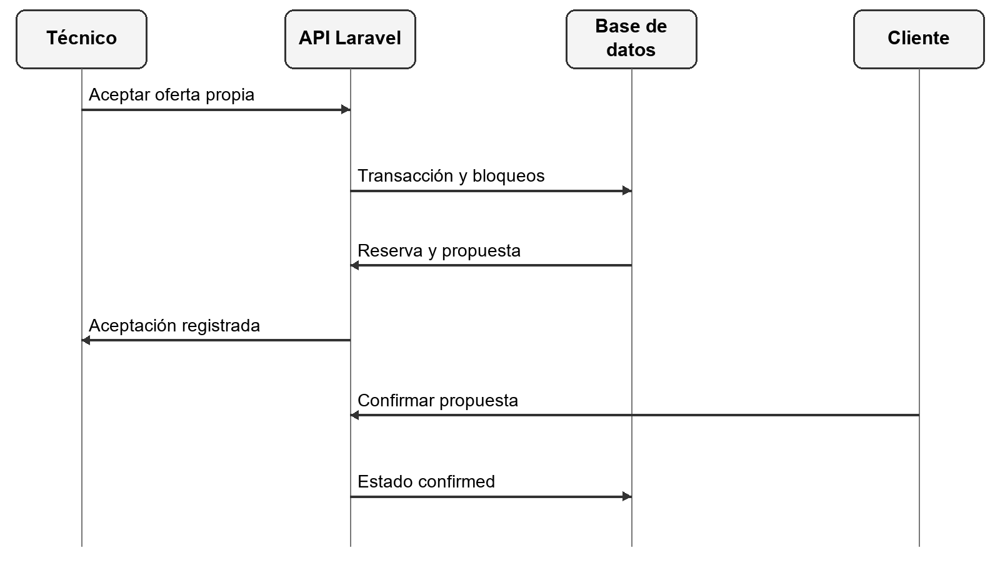 Técnico
API Laravel
Base de
datos
Cliente
Aceptar oferta propia
Transacción y bloqueos
Reserva y propuesta
Aceptación registrada
Confirmar propuesta
Estado confirmed